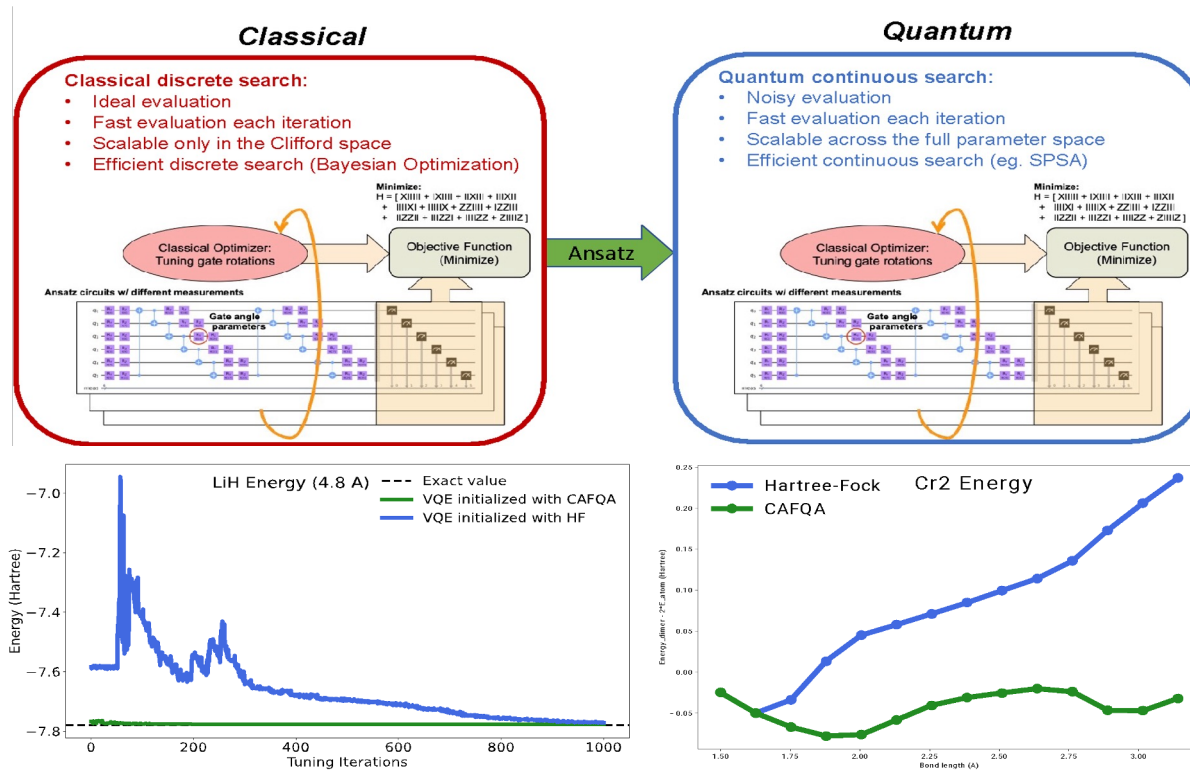 Classical
Classical discrete search:
• Ideal evaluation
• Fast evaluation each iteration
• Scalable only in the Clifford space
• Efficient discrete search (Bayesian Optimization)
Minimize:
H = [ XIIIII + IXIIII + IIXIII + IIIXII
+ IIIIXI + IIIIIX + ZZIIII + IZZIII
+ IIZZII + IIIZZI + IIIIZZ + ZIIIIZ ]
Classical Optimizer:
Tuning gate rotations
Objective Function
(Minimize)
Ansatz circuits w/ different measurements
Gate angle
parameters
Ansatz
Quantum
Quantum continuous search:
• Noisy evaluation
• Fast evaluation each iteration
• Scalable across the full parameter space
• Efficient continuous search (eg. SPSA)
Minimize:
H = [ XIIIII + IXIIII + IIXIII + IIIXII
+ IIIIXI + IIIIIX + ZZIIII + IZZIII
+ IIZZII + IIIZZI + IIIIZZ + ZIIIIZ ]
Classical Optimizer:
Tuning gate rotations
Objective Function
(Minimize)
Ansatz circuits w/ different measurements
Gate angle
parameters
LiH Energy (4.8 A)
Exact value
VQE initialized with CAFQA
VQE initialized with HF
Energy (Hartree)
−7.0
−7.2
−7.4
−7.6
−7.8
0 200 400 600 800 1000
Tuning Iterations
Cr2 Energy
Hartree-Fock
CAFQA
Energy_dimer - 2*E_atom (Hartree)
0.25
0.20
0.15
0.10
0.05
0.00
−0.05
1.50 1.75 2.00 2.25 2.50 2.75 3.00
Bond length (A)